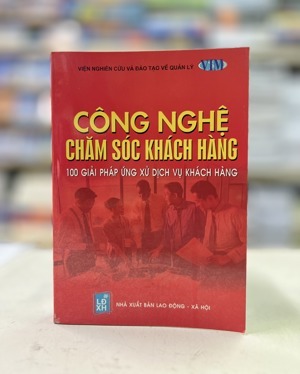 VIỆN NGHIÊN CỨU VÀ ĐÀO TẠO VỀ QUẢN LÝ VIM
CÔNG NGHỆ
CHĂM SÓC KHÁCH HÀNG
100 GIẢI PHÁP ỨNG XỬ DỊCH VỤ KHÁCH HÀNG
LĐ
XH
NHÀ XUẤT BẢN LAO ĐỘNG - XÃ HỘI